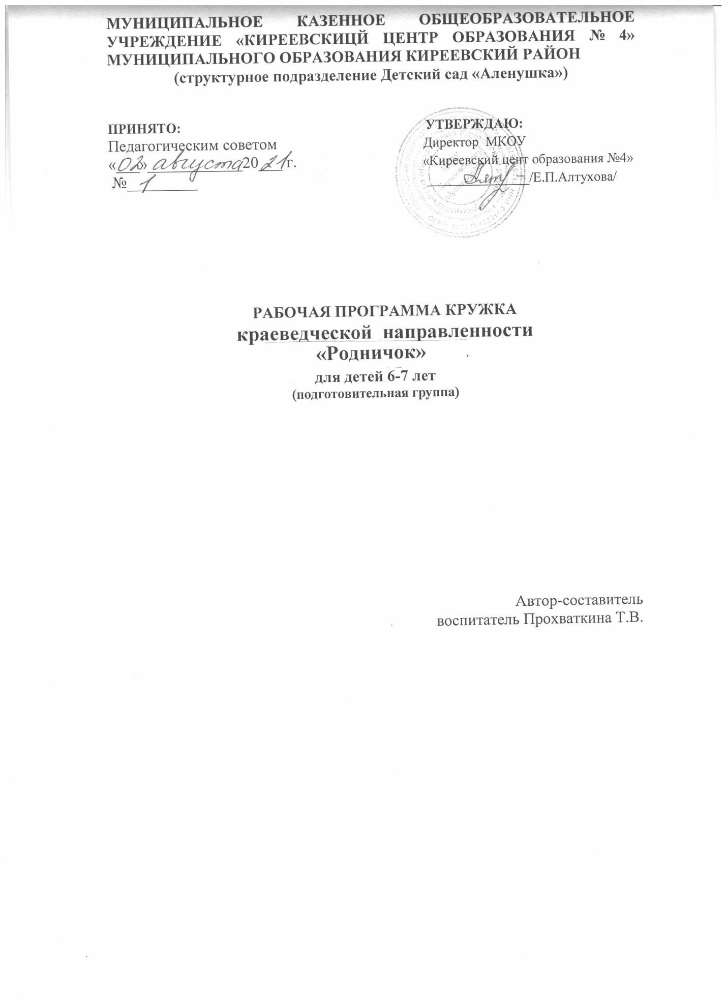 МУНИЦИПАЛЬНОЕ КАЗЕННОЕ ОБЩЕОБРАЗОВАТЕЛЬНОЕ
УЧРЕЖДЕНИЕ «КИРЕЕВСКИЦЙ ЦЕНТР ОБРАЗОВАНИЯ № 4»
МУНИЦИПАЛЬНОГО ОБРАЗОВАНИЯ КИРЕЕВСКИЙ РАЙОН
(структурное подразделение Детский сад «Аленушка»)
ПРИНЯТО:
Педагогическим советом
«02» августа 20 21 г.
№ 1
УТВЕРЖДАЮ:
Директор МКОУ
«Киреевский цент образования №4»
/Е.П.Алтухова/
РАБОЧАЯ ПРОГРАММА КРУЖКА
краеведческой направленности
«Родничок»
для детей 6-7 лет
(подготовительная группа)
Автор-составитель
воспитатель Прохваткина Т.В.